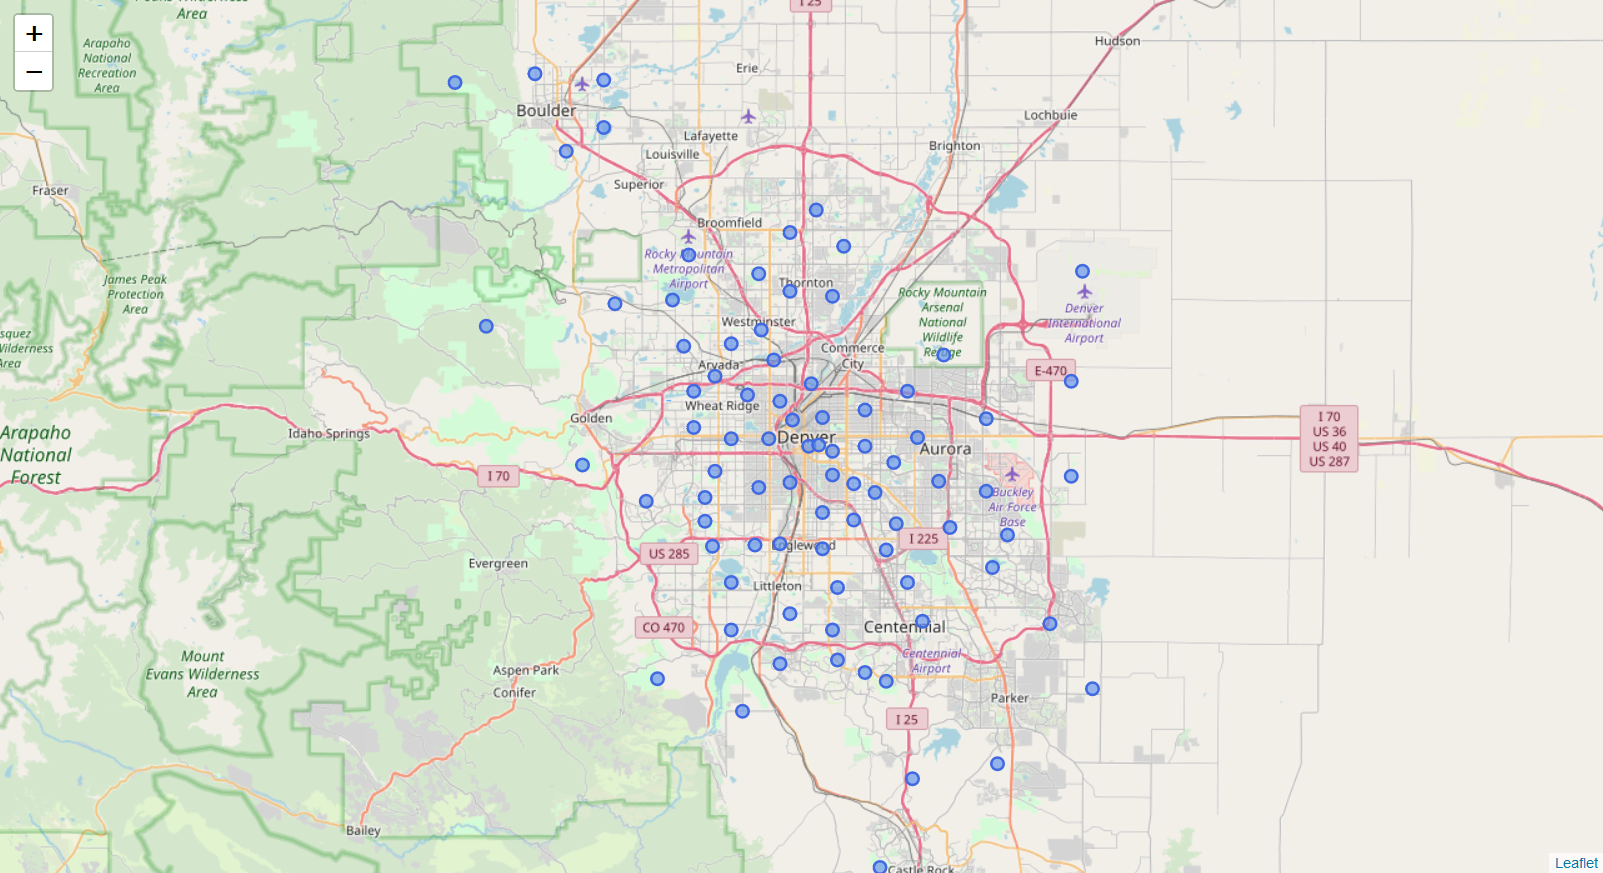 +
−
Peaks Wilderness
Area
Arapaho
National
Recreation
Area
I 25
Hudson
Erie
Boulder
Lochbuie
Lafayette
Louisville
Brighton
Superior
Fraser
Broomfield
Rocky Mountain
Metropolitan
Airport
James Peak
Protection
Area
Thornton
Rocky Mountain
Arsenal
National
Wildlife
Refuge
Denver
International
Airport
Wilderness
Area
Westminster
Commerce
City
Arvada
E-470
Wheat Ridge
Golden
Idaho Springs
Arapaho
National
Forest
Denver
Aurora
I 70
US 36
US 40
US 287
I 70
Buckley
Air Force
Base
I 225
Englewood
US 285
Evergreen
Littleton
CO 470
Centennial
Centennial
Airport
Mount
Evans Wilderness
Area
Aspen Park
Conifer
Parker
I 25
Bailey
Castle Rock
Leaflet